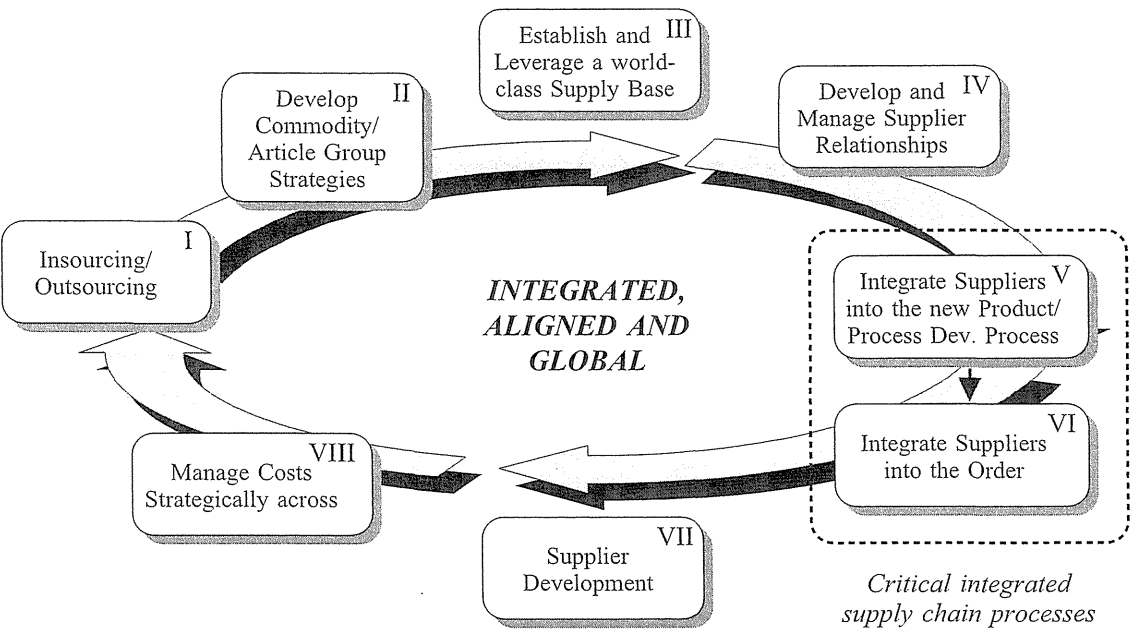 I
Insourcing/
Outsourcing
II
Develop
Commodity/
Article Group
Strategies
III
Establish and
Leverage a world-
class Supply Base
IV
Develop and
Manage Supplier
Relationships
V
Integrate Suppliers
into the new Product/
Process Dev. Process
VI
Integrate Suppliers
into the Order
VII
Supplier
Development
VIII
Manage Costs
Strategically across
INTEGRATED,
ALIGNED AND
GLOBAL
Critical integrated
supply chain processes